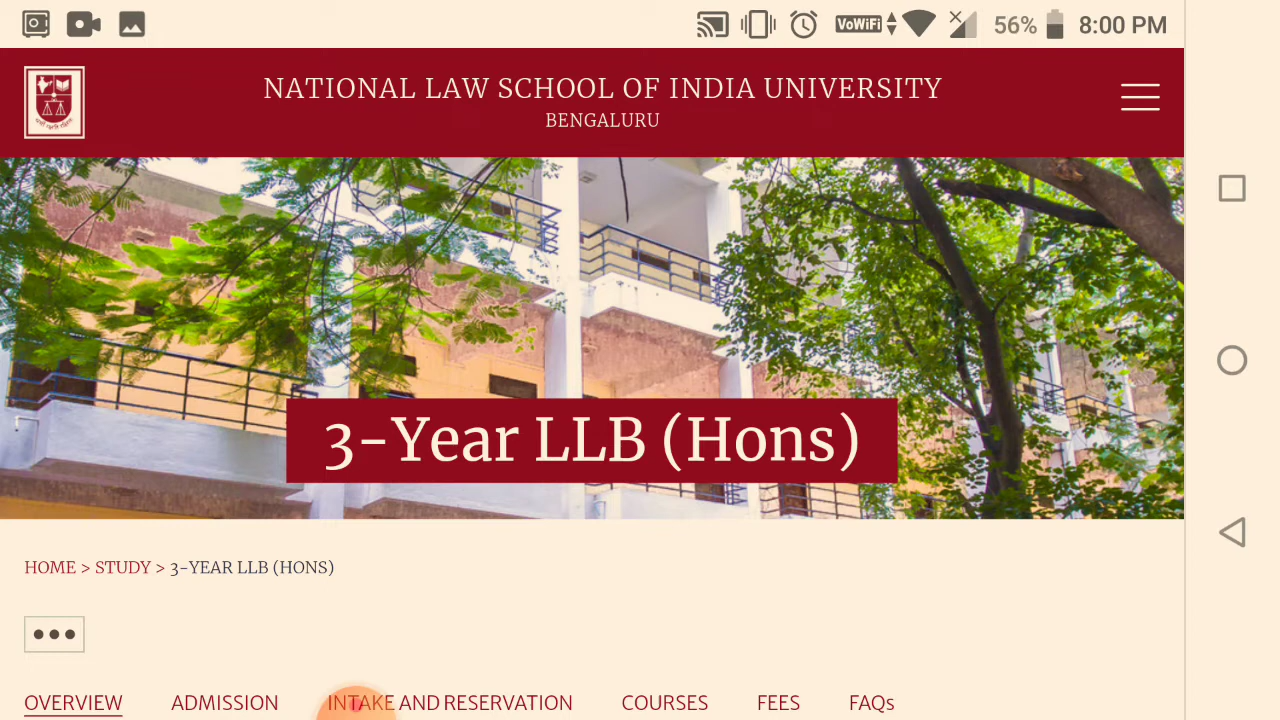 VoWiFi 56% 8:00 PM
NATIONAL LAW SCHOOL OF INDIA UNIVERSITY
BENGALURU
3-Year LLB (Hons)
HOME > STUDY > 3-YEAR LLB (HONS)
OVERVIEW ADMISSION INTAKE AND RESERVATION COURSES FEES FAQs